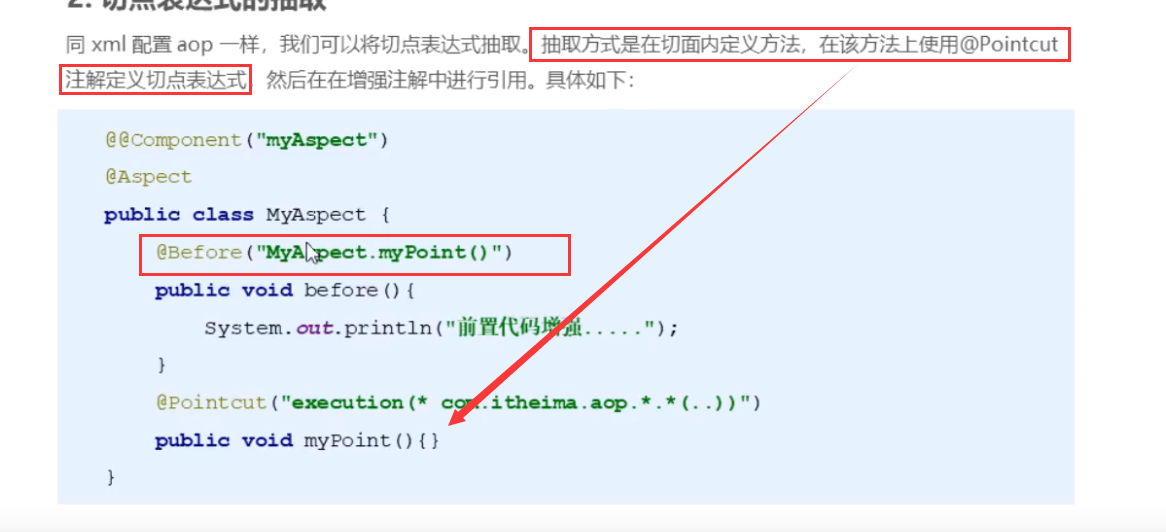 2. 切点表达式的抽取
同 xml 配置 aop 一样，我们可以将切点表达式抽取。抽取方式是在切面内定义方法，在该方法上使用@Pointcut
注解定义切点表达式，然后在在增强注解中进行引用。具体如下：
@@Component("myAspect")
@Aspect
public class MyAspect {
@Before("MyAspect.myPoint()")
public void before(){
System.out.println("前置代码增强.....");
}
@Pointcut("execution(* com.itheima.aop.*.*(..))")
public void myPoint(){}
}